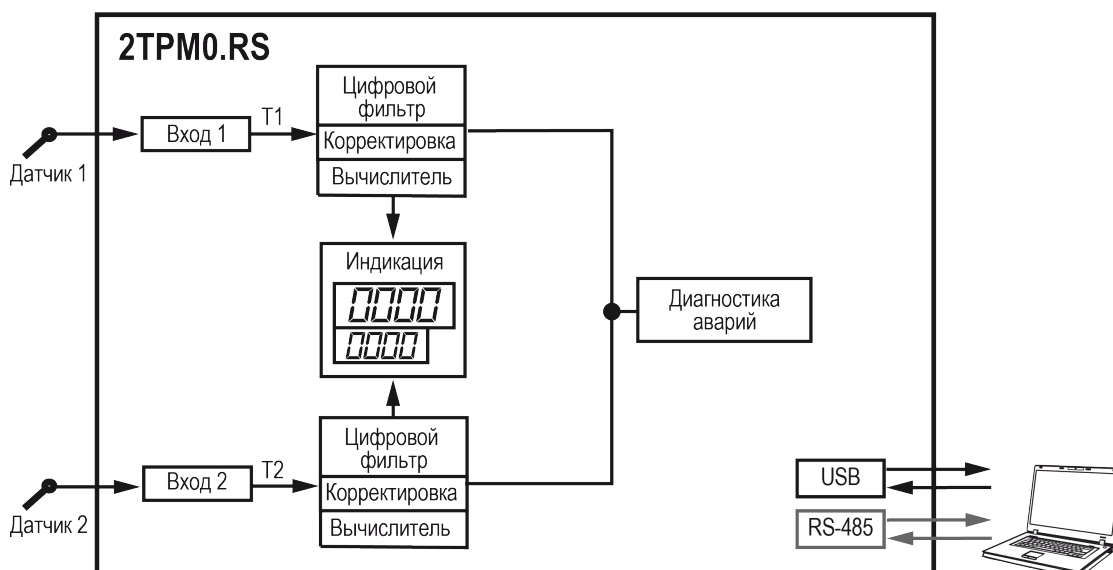 2ТРМ0.RS
Цифровой
фильтр
Корректировка
Вычислитель
Вход 1
T1
Датчик 1
Индикация
0000
0000
Диагностика
аварий
Цифровой
фильтр
Корректировка
Вычислитель
Вход 2
T2
Датчик 2
USB
RS-485